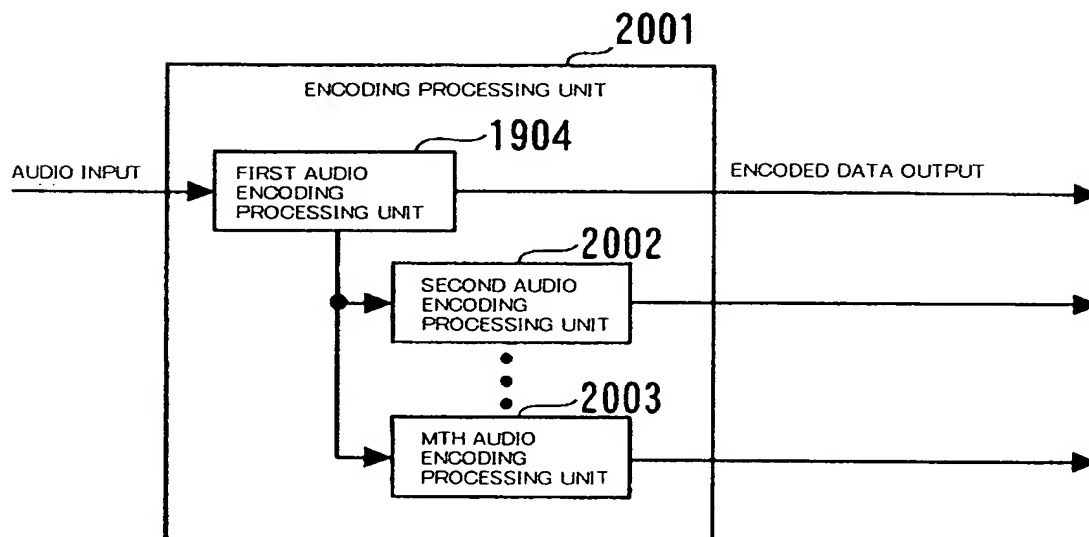 2001
ENCODING PROCESSING UNIT
1904
AUDIO INPUT
FIRST AUDIO
ENCODING
PROCESSING UNIT
ENCODED DATA OUTPUT
2002
SECOND AUDIO
ENCODING
PROCESSING UNIT
2003
MTH AUDIO
ENCODING
PROCESSING UNIT